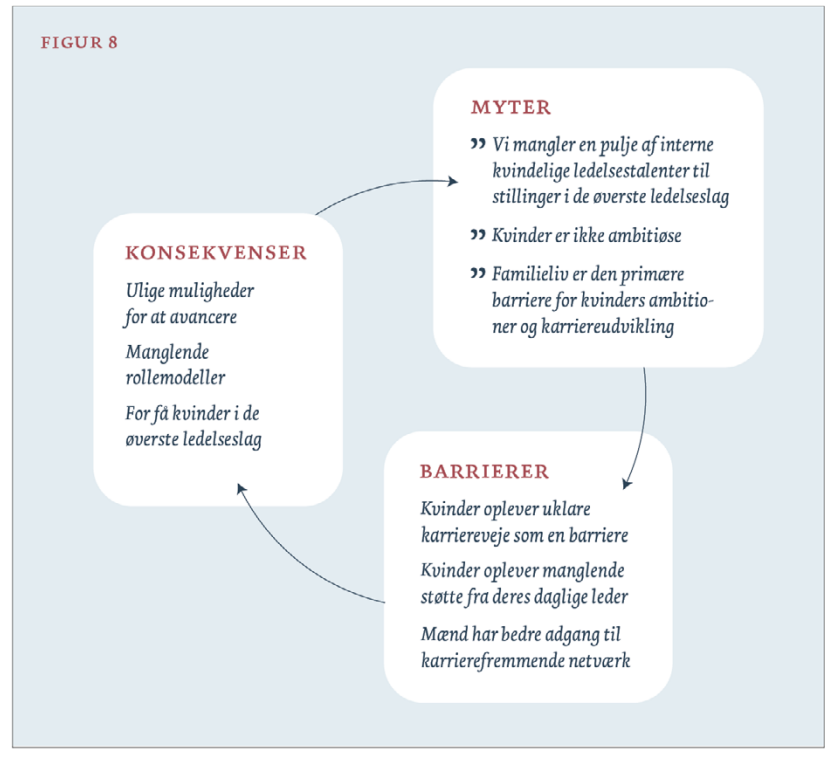 FIGUR 8
MYTER
” Vi mangler en pulje af interne
kvindelige ledelsestalenter til
stillinger i de øverste ledelseslag
” Kvinder er ikke ambitiøse
” Familieliv er den primære
barriere for kvinders ambitio-
ner og karriereudvikling
KONSEKVENSER
Ulige muligheder
for at avancere
Manglende
rollemodeller
For få kvinder i de
øverste ledelseslag
BARRIERER
Kvinder oplever uklare
karriereveje som en barriere
Kvinder oplever manglende
støtte fra deres daglige leder
Mænd har bedre adgang til
karrierefremmende netværk